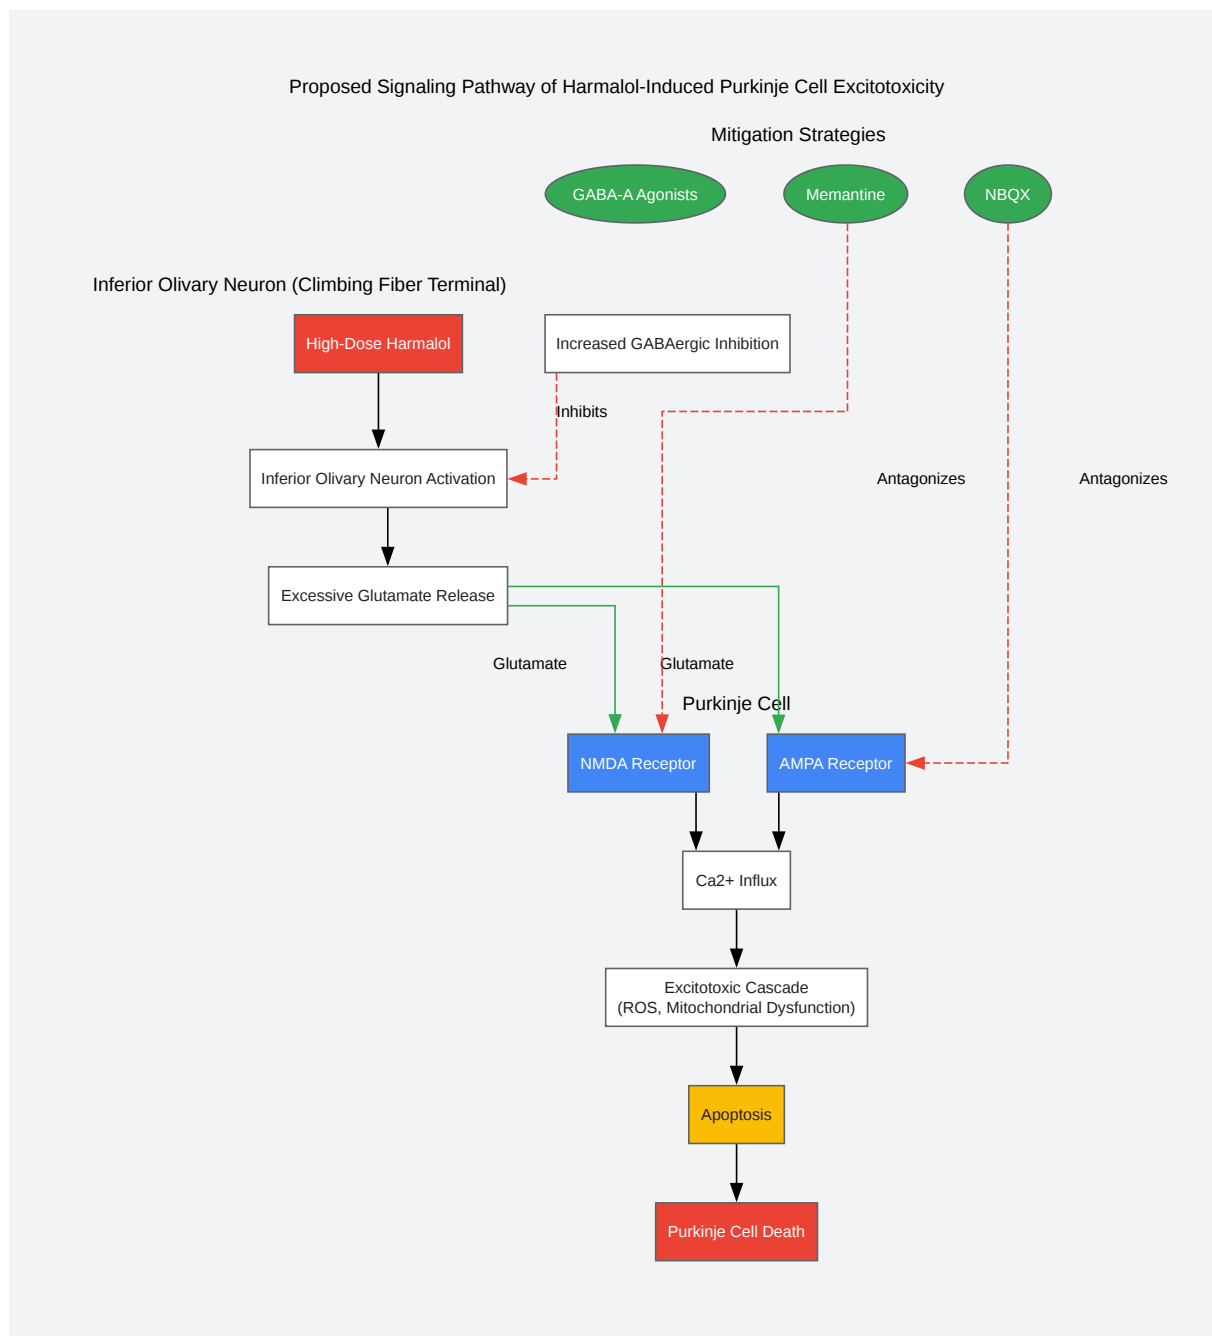 Proposed Signaling Pathway of Harmalol-Induced Purkinje Cell Excitotoxicity
Mitigation Strategies
GABA-A Agonists
Memantine
NBQX
Inferior Olivary Neuron (Climbing Fiber Terminal)
High-Dose Harmalol
Increased GABAergic Inhibition
Inhibits
Inferior Olivary Neuron Activation
Antagonizes
Antagonizes
Excessive Glutamate Release
Glutamate
Glutamate
Purkinje Cell
NMDA Receptor
AMPA Receptor
Ca2+ Influx
Excitotoxic Cascade
(ROS, Mitochondrial Dysfunction)
Apoptosis
Purkinje Cell Death